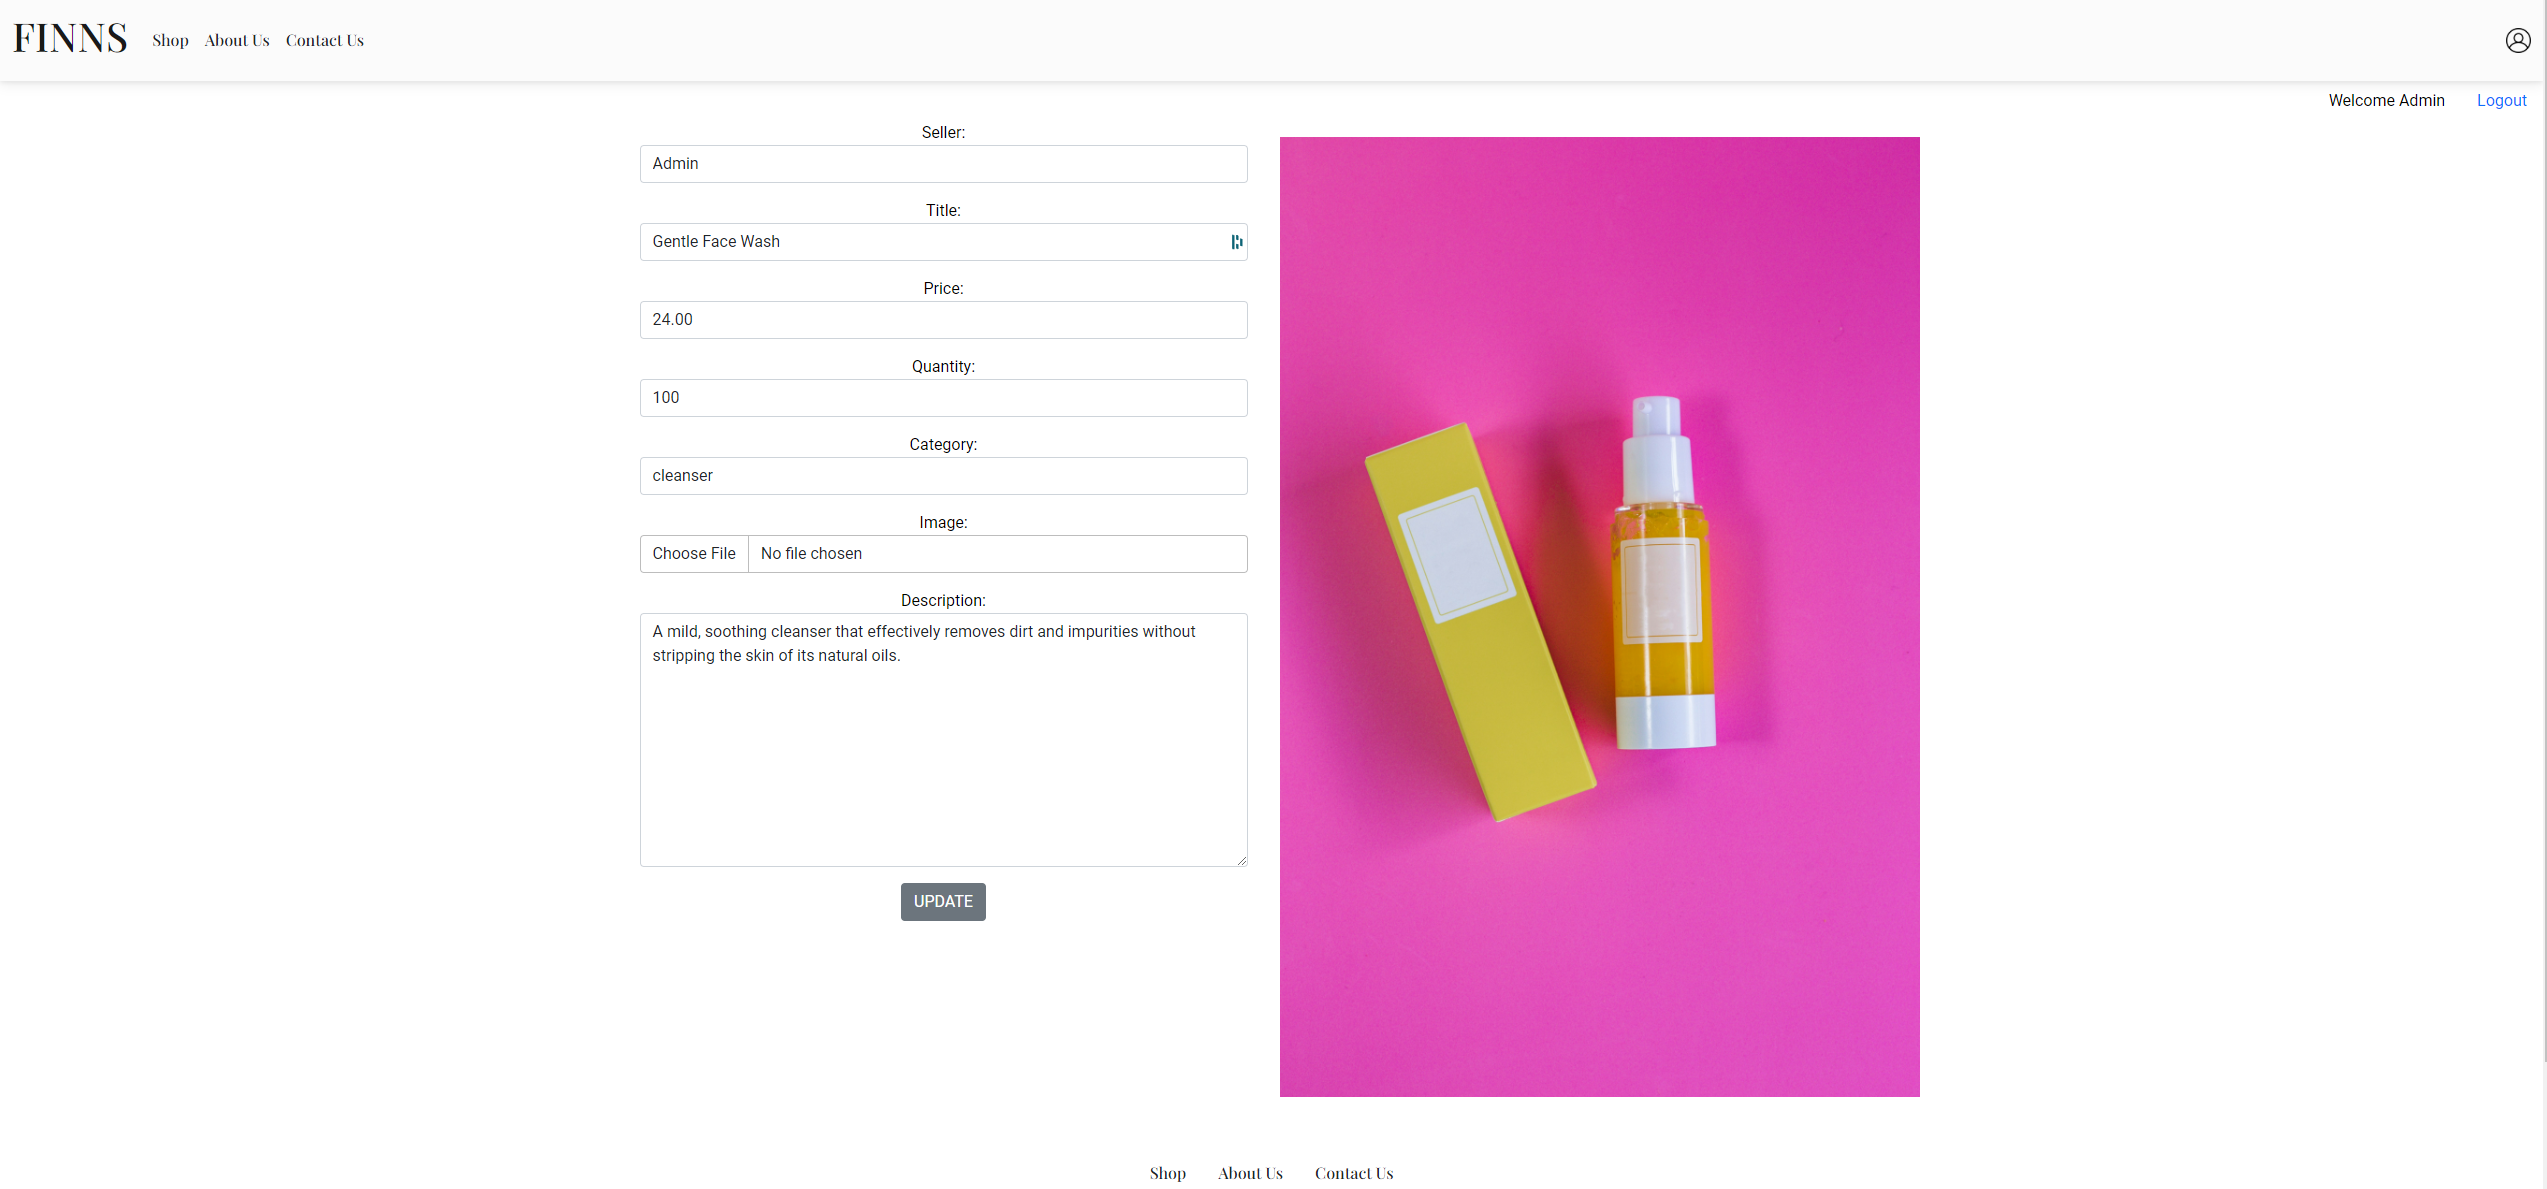 FINNS
Shop
About Us
Contact Us
Welcome Admin
Logout
Seller:
Admin
Title:
Gentle Face Wash
Price:
24.00
Quantity:
100
Category:
cleanser
Image:
Choose File
No file chosen
Description:
A mild, soothing cleanser that effectively removes dirt and impurities without
stripping the skin of its natural oils.
UPDATE
Shop
About Us
Contact Us